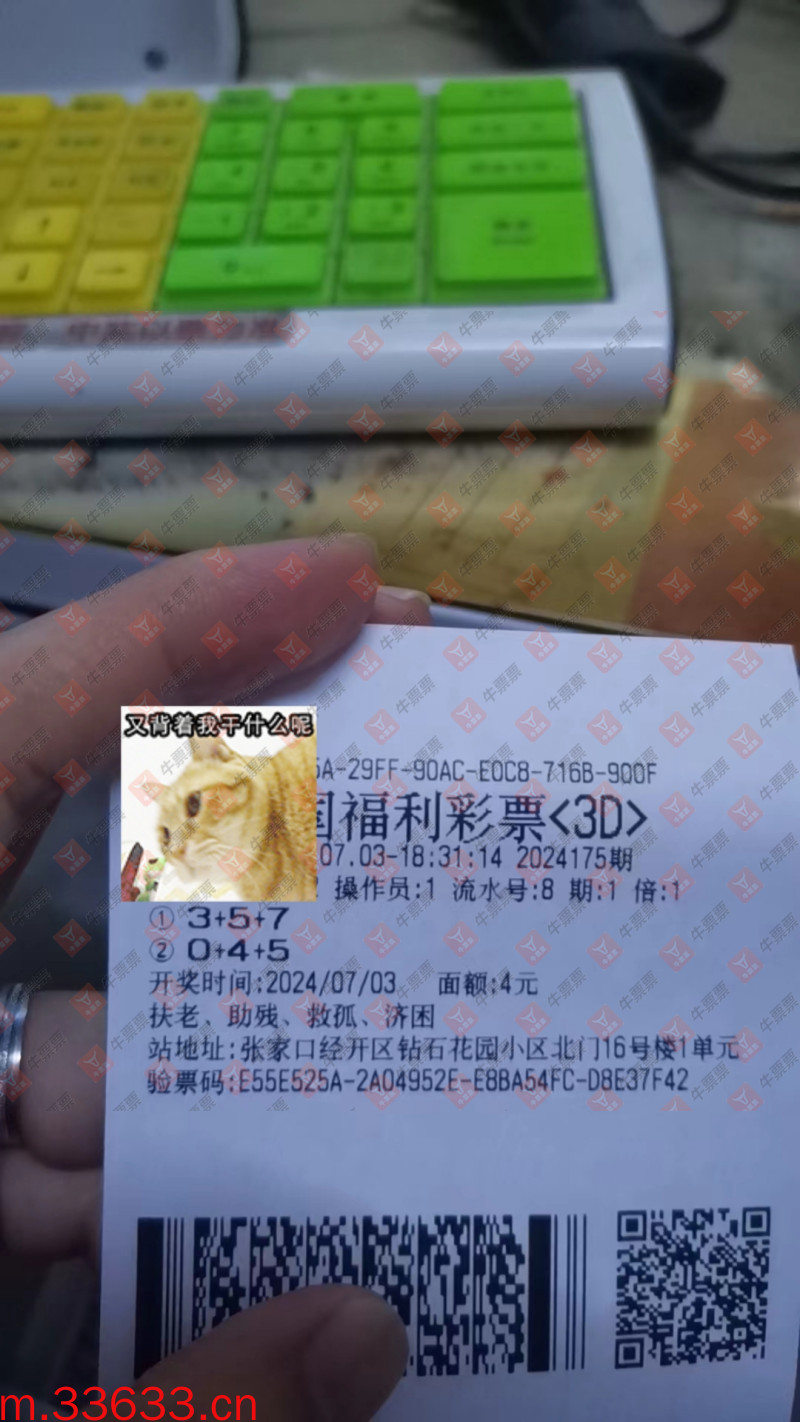 又背着我干什么呢
5A-29FF-90AC-E0C8-716B-900F
国福利彩票<3D>
07.03-18:31:14 2024175期
操作员:1 流水号:8 期:1 倍:1
① 3+5+7
② 0+4+5
开奖时间:2024/07/03 面额:4元
扶老、助残、救孤、济困
站地址:张家口经开区钻石花园小区北门16号楼1单元
验票码:E55E525A-2A04952E-E8BA54FC-D8E37F42
牛票票
m.33633.cn